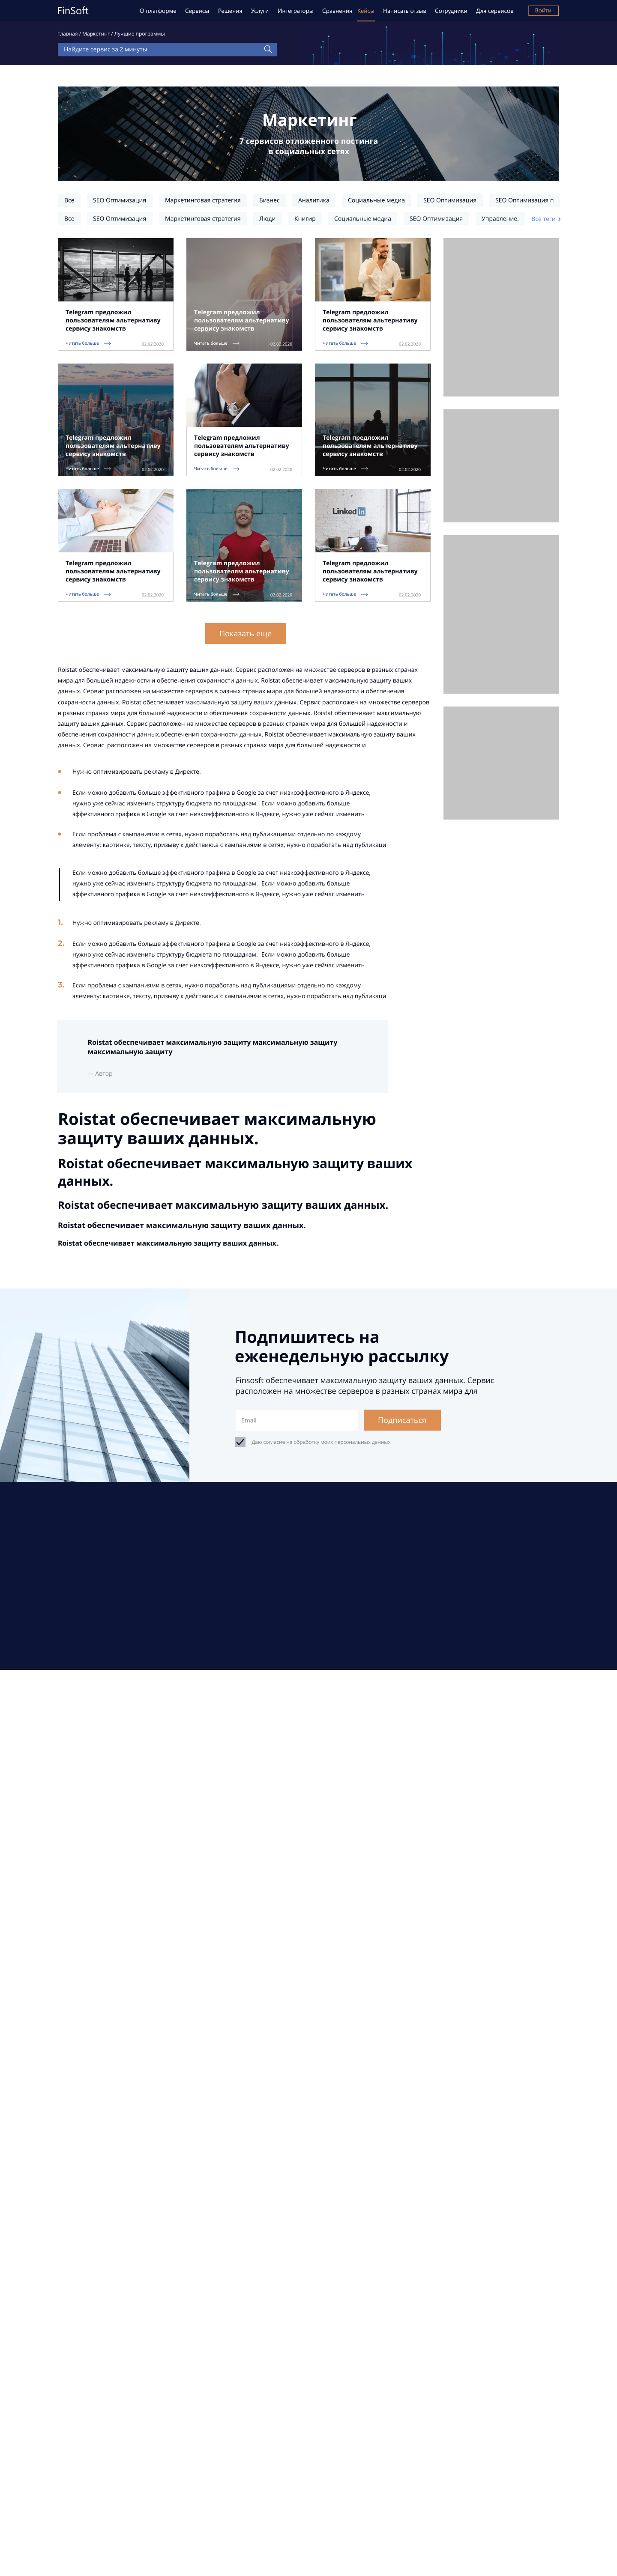 FinSoft
О платформе Сервисы Решения Услуги Интеграторы Сравнения Кейсы Написать отзыв Сотрудники Для сервисов Войти
Главная / Маркетинг / Лучшие программы
Найдите сервис за 2 минуты
Маркетинг
7 сервисов отложенного постинга
в социальных сетях
Все SEO Оптимизация Маркетинговая стратегия Бизнес Аналитика Социальные медиа SEO Оптимизация SEO Оптимизация п
Все SEO Оптимизация Маркетинговая стратегия Люди Книгир Социальные медиа SEO Оптимизация Управление. Все теги
Telegram предложил
пользователям альтернативу
сервису знакомств
Читать больше 02.02.2020
Telegram предложил
пользователям альтернативу
сервису знакомств
Читать больше 02.02.2020
Telegram предложил
пользователям альтернативу
сервису знакомств
Читать больше 02.02.2020
Telegram предложил
пользователям альтернативу
сервису знакомств
Читать больше 02.02.2020
Telegram предложил
пользователям альтернативу
сервису знакомств
Читать больше 02.02.2020
Telegram предложил
пользователям альтернативу
сервису знакомств
Читать больше 02.02.2020
Telegram предложил
пользователям альтернативу
сервису знакомств
Читать больше 02.02.2020
Telegram предложил
пользователям альтернативу
сервису знакомств
Читать больше 02.02.2020
Linked in
Telegram предложил
пользователям альтернативу
сервису знакомств
Читать больше 02.02.2020
Показать еще
Roistat обеспечивает максимальную защиту ваших данных. Сервис расположен на множестве серверов в разных странах
мира для большей надежности и обеспечения сохранности данных. Roistat обеспечивает максимальную защиту ваших
данных. Сервис расположен на множестве серверов в разных странах мира для большей надежности и обеспечения
сохранности данных. Roistat обеспечивает максимальную защиту ваших данных. Сервис расположен на множестве серверов
в разных странах мира для большей надежности и обеспечения сохранности данных. Roistat обеспечивает максимальную
защиту ваших данных. Сервис расположен на множестве серверов в разных странах мира для большей надежности и
обеспечения сохранности данных.обеспечения сохранности данных. Roistat обеспечивает максимальную защиту ваших
данных. Сервис расположен на множестве серверов в разных странах мира для большей надежности и
Нужно оптимизировать рекламу в Директе.
Если можно добавить больше эффективного трафика в Google за счет низкоэффективного в Яндексе,
нужно уже сейчас изменить структуру бюджета по площадкам. Если можно добавить больше
эффективного трафика в Google за счет низкоэффективного в Яндексе, нужно уже сейчас изменить
Если проблема с кампаниями в сетях, нужно поработать над публикациями отдельно по каждому
элементу: картинке, тексту, призыву к действию.а с кампаниями в сетях, нужно поработать над публикаци
Если можно добавить больше эффективного трафика в Google за счет низкоэффективного в Яндексе,
нужно уже сейчас изменить структуру бюджета по площадкам. Если можно добавить больше
эффективного трафика в Google за счет низкоэффективного в Яндексе, нужно уже сейчас изменить
1. Нужно оптимизировать рекламу в Директе.
2. Если можно добавить больше эффективного трафика в Google за счет низкоэффективного в Яндексе,
нужно уже сейчас изменить структуру бюджета по площадкам. Если можно добавить больше
эффективного трафика в Google за счет низкоэффективного в Яндексе, нужно уже сейчас изменить
3. Если проблема с кампаниями в сетях, нужно поработать над публикациями отдельно по каждому
элементу: картинке, тексту, призыву к действию.а с кампаниями в сетях, нужно поработать над публикаци
Roistat обеспечивает максимальную защиту максимальную защиту
максимальную защиту
— Автор
Roistat обеспечивает максимальную
защиту ваших данных.
Roistat обеспечивает максимальную защиту ваших
данных.
Roistat обеспечивает максимальную защиту ваших данных.
Roistat обеспечивает максимальную защиту ваших данных.
Roistat обеспечивает максимальную защиту ваших данных.
Подпишитесь на
еженедельную рассылку
Finsosft обеспечивает максимальную защиту ваших данных. Сервис
расположен на множестве серверов в разных странах мира для
Email Подписаться
Даю согласие на обработку моих персональных данных